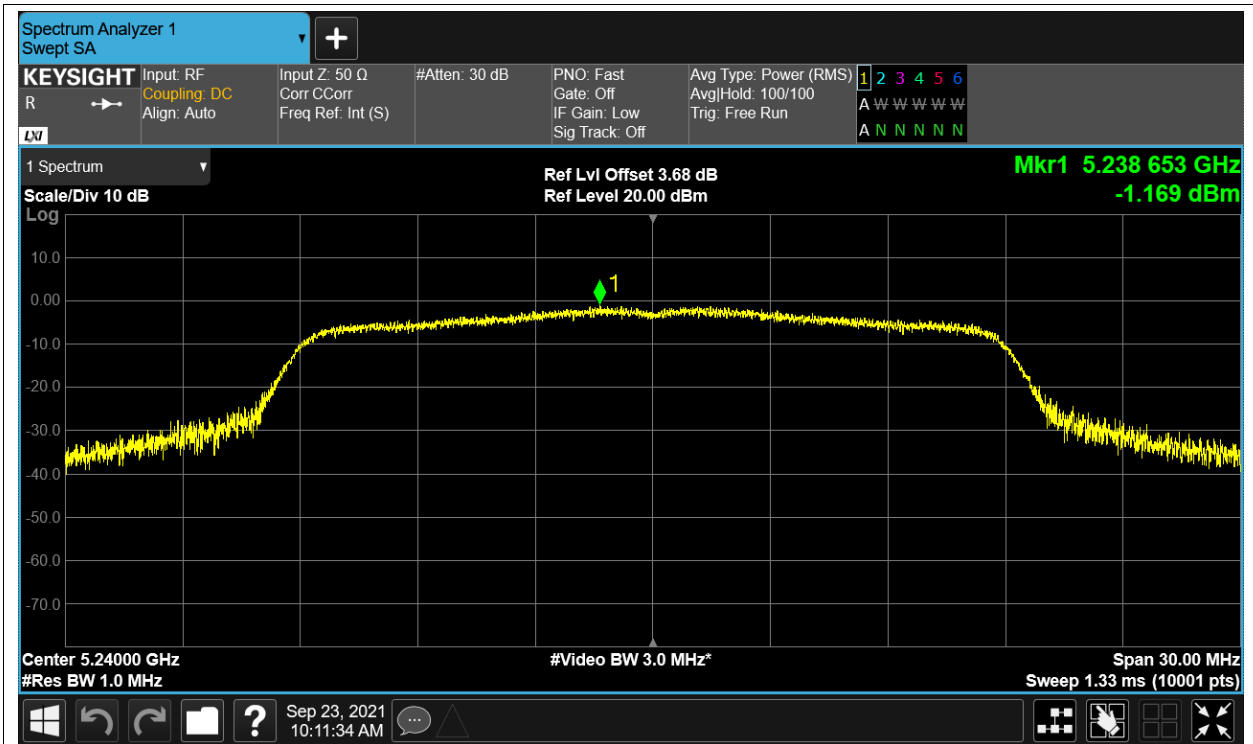 Spectrum Analyzer 1
Swept SA
KEYSIGHT
R
LXI
Input: RF
Coupling: DC
Align: Auto
Input Z: 50 Ω
Corr CCorr
Freq Ref: Int (S)
#Atten: 30 dB
PNO: Fast
Gate: Off
IF Gain: Low
Sig Track: Off
Avg Type: Power (RMS)
Avg|Hold: 100/100
Trig: Free Run
1 2 3 4 5 6
A W W W W W
A N N N N N
1 Spectrum
Scale/Div 10 dB
Log
Ref Lvl Offset 3.68 dB
Ref Level 20.00 dBm
Mkr1 5.238 653 GHz
-1.169 dBm
1
10.0
0.00
-10.0
-20.0
-30.0
-40.0
-50.0
-60.0
-70.0
Center 5.24000 GHz
#Res BW 1.0 MHz
#Video BW 3.0 MHz*
Span 30.00 MHz
Sweep 1.33 ms (10001 pts)
?
Sep 23, 2021
10:11:34 AM